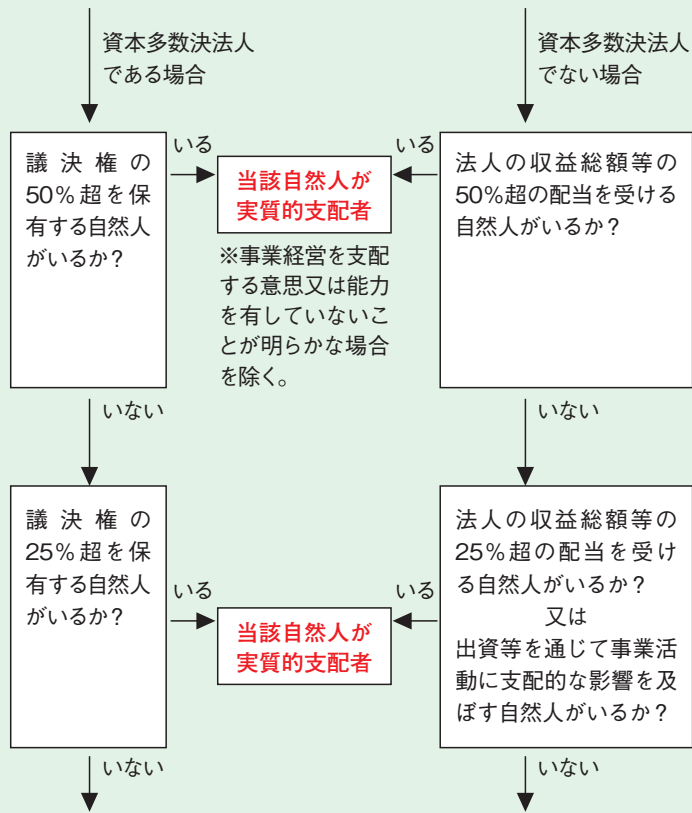 資本多数決法人
である場合
資本多数決法人
でない場合
議決権の
50%超を保
有する自然人
がいるか？
いる
当該自然人が
実質的支配者
※事業経営を支配
する意思又は能力
を有していないこ
とが明らかな場合
を除く。
いる
法人の収益総額等の
50%超の配当を受ける
自然人がいるか？
いない
いない
議決権の
25%超を保
有する自然人
がいるか？
いる
当該自然人が
実質的支配者
いる
法人の収益総額等の
25%超の配当を受け
る自然人がいるか？
又は
出資等を通じて事業活
動に支配的な影響を及
ぼす自然人がいるか？
いない
いない